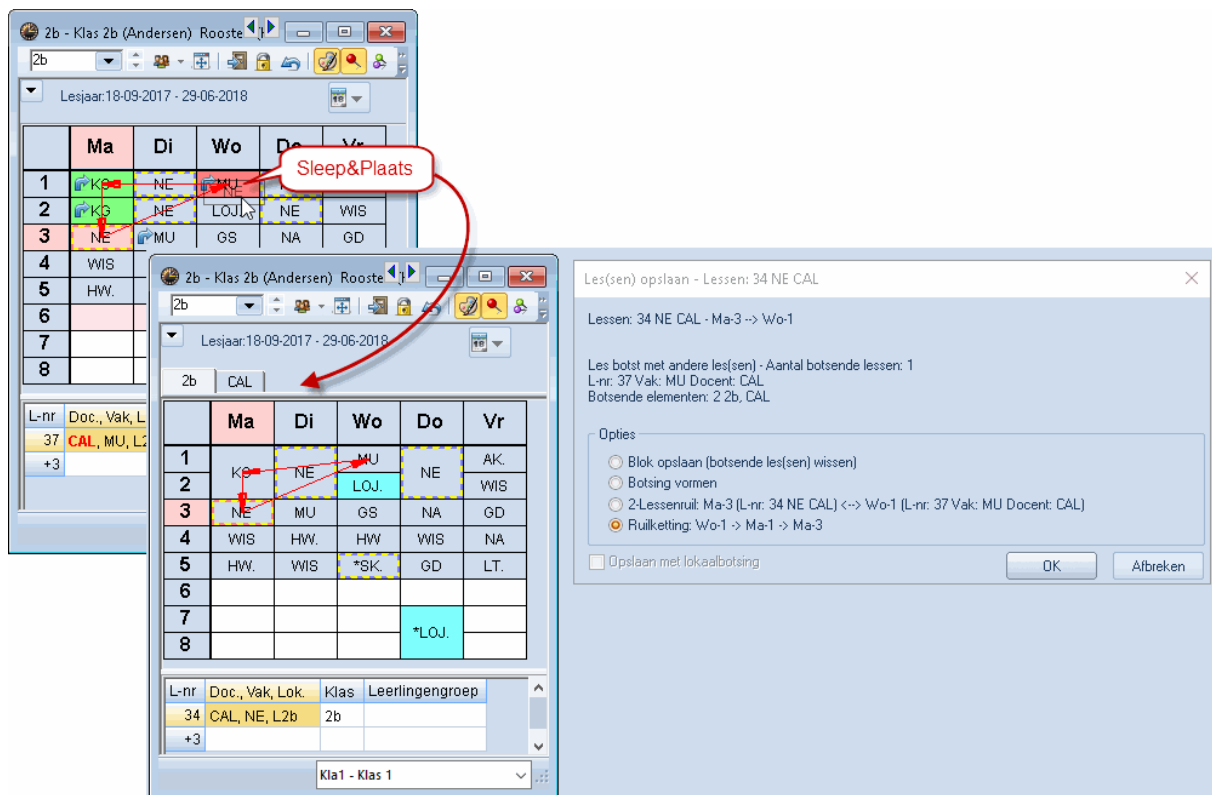 2b - Klas 2b (Andersen) Rooste
2b
Lesjaar:18-09-2017 - 29-06-2018
Ma Di Wo Do Vr
1 NE MU NE
2 KG NE LOJ. NE WIS
3 NE MU GS NA GD
4 WIS
5 HW.
6
7
8
Sleep&Plaats
L-nr Doc., Vak, L
37 CAL, MU, L2
+3
2b - Klas 2b (Andersen) Rooste
2b
Lesjaar:18-09-2017 - 29-06-2018
2b CAL
Ma Di Wo Do Vr
1 KG NE MU NE AK.
2 LOJ. WIS
3 NE MU GS NA GD
4 WIS HW. HW WIS NA
5 HW. WIS *SK. GD LT.
6
7 *LOJ.
8
L-nr Doc., Vak, Lok. Klas Leerlingengroep
34 CAL, NE, L2b 2b
+3
Kla1 - Klas 1
Les(sen) opslaan - Lessen: 34 NE CAL
Lessen: 34 NE CAL - Ma-3 --> Wo-1
Les botst met andere les(sen) - Aantal botsende lessen: 1
L-nr: 37 Vak: MU Docent: CAL
Botsende elementen: 2 2b, CAL
Opties
Blok opslaan (botsende les(sen) wissen)
Botsing vormen
2-Lessenruil: Ma-3 (L-nr: 34 NE CAL) <--> Wo-1 (L-nr: 37 Vak: MU Docent: CAL)
Ruilketting: Wo-1 -> Ma-1 -> Ma-3
Opslaan met lokaalbotsing
OK Afbreken